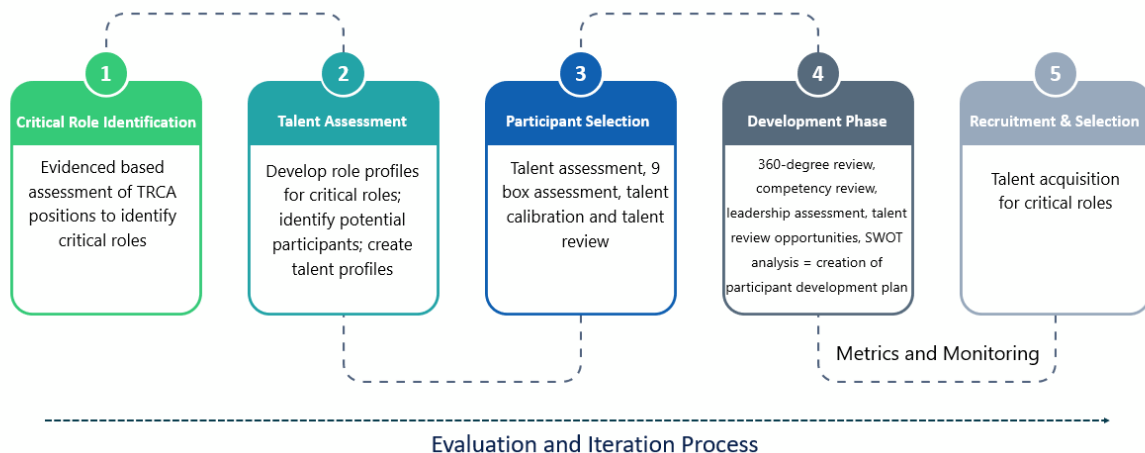 1
Critical Role Identification
Evidenced based
assessment of TRCA
positions to identify
critical roles
2
Talent Assessment
Develop role profiles
for critical roles;
identify potential
participants; create
talent profiles
3
Participant Selection
Talent assessment, 9
box assessment, talent
calibration and talent
review
4
Development Phase
360-degree review,
competency review,
leadership assessment, talent
review opportunities, SWOT
analysis = creation of
participant development plan
5
Recruitment & Selection
Talent acquisition
for critical roles
Metrics and Monitoring
Evaluation and Iteration Process